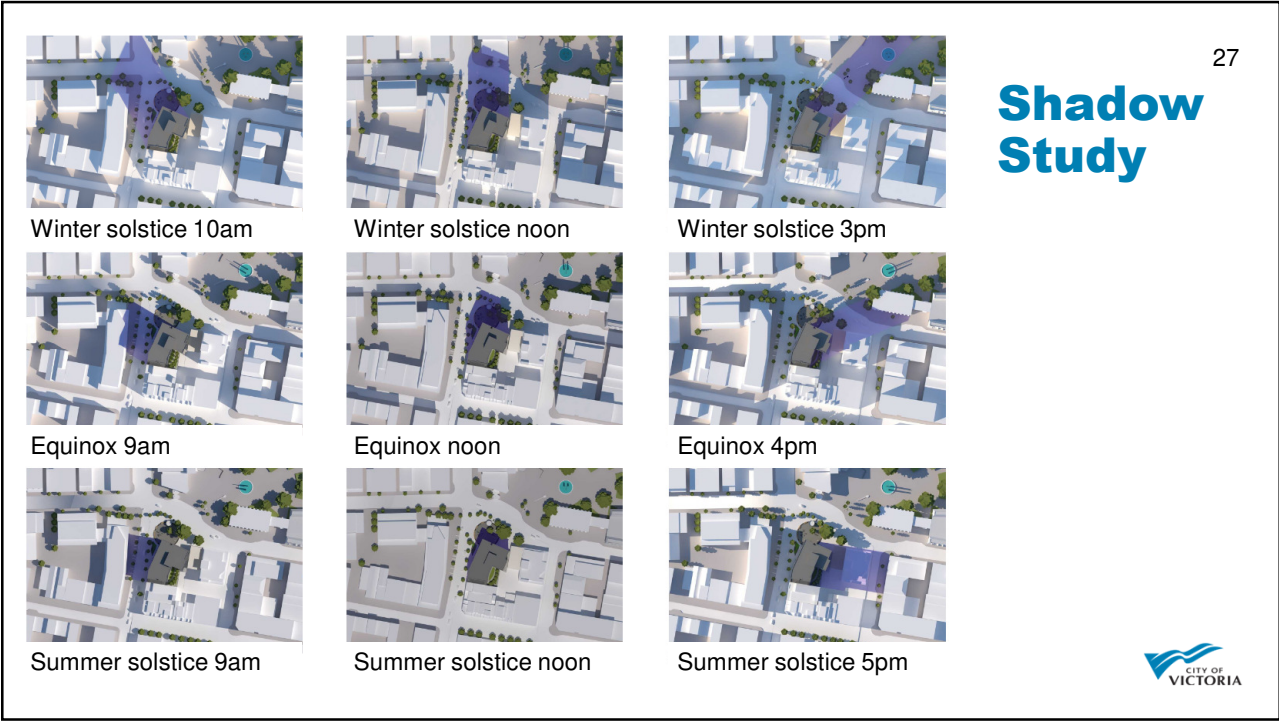 27
Shadow
Study
Winter solstice 10am
Winter solstice noon
Winter solstice 3pm
Equinox 9am
Equinox noon
Equinox 4pm
Summer solstice 9am
Summer solstice noon
Summer solstice 5pm
CITY OF
VICTORIA